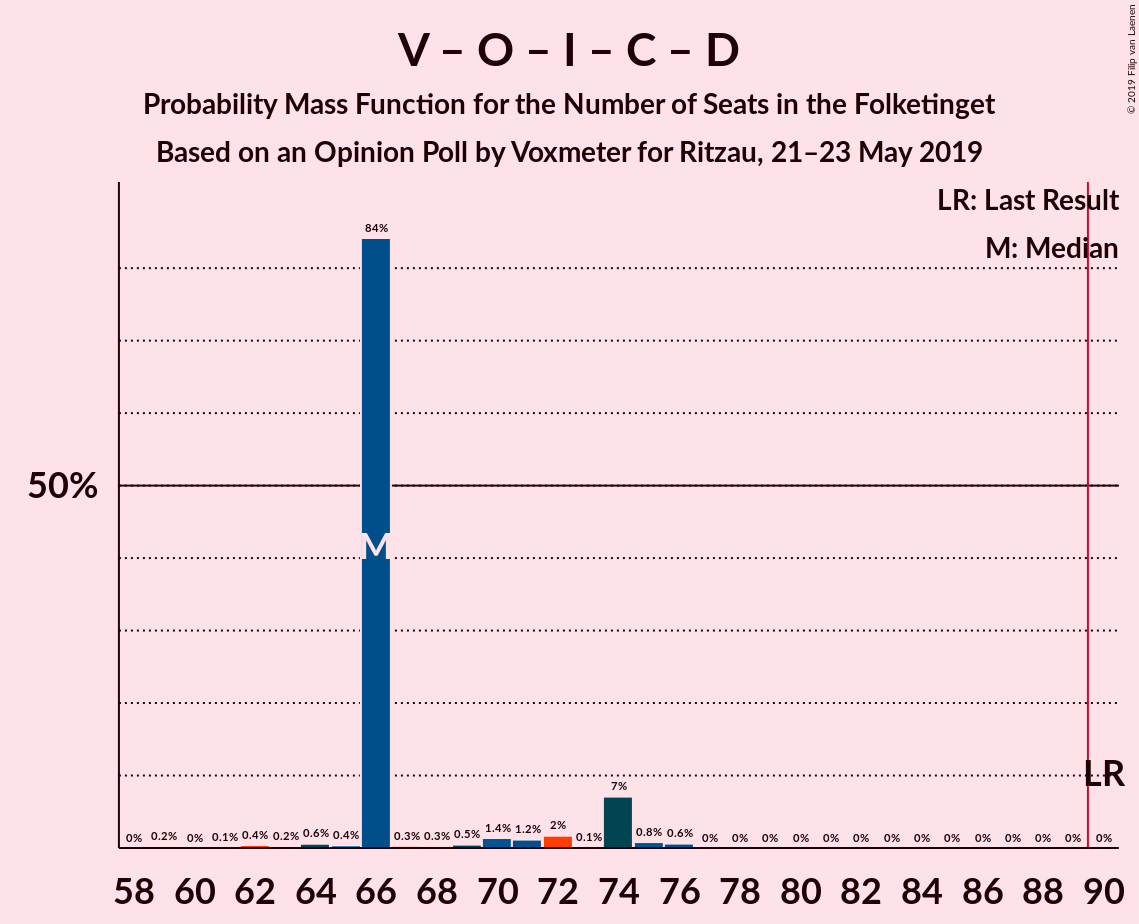 V – O – I – C – D
Probability Mass Function for the Number of Seats in the Folketinget
Based on an Opinion Poll by Voxmeter for Ritzau, 21–23 May 2019
© 2019 Filip van Laenen
LR: Last Result
M: Median
84%
50%
M
LR
7%
0% 0.2% 0% 0.1% 0.4% 0.2% 0.6% 0.4% 0.3% 0.3% 0.5% 1.4% 1.2% 2% 0.1% 0.8% 0.6% 0% 0% 0% 0% 0% 0% 0% 0% 0% 0% 0% 0% 0% 0%
58 60 62 64 66 68 70 72 74 76 78 80 82 84 86 88 90